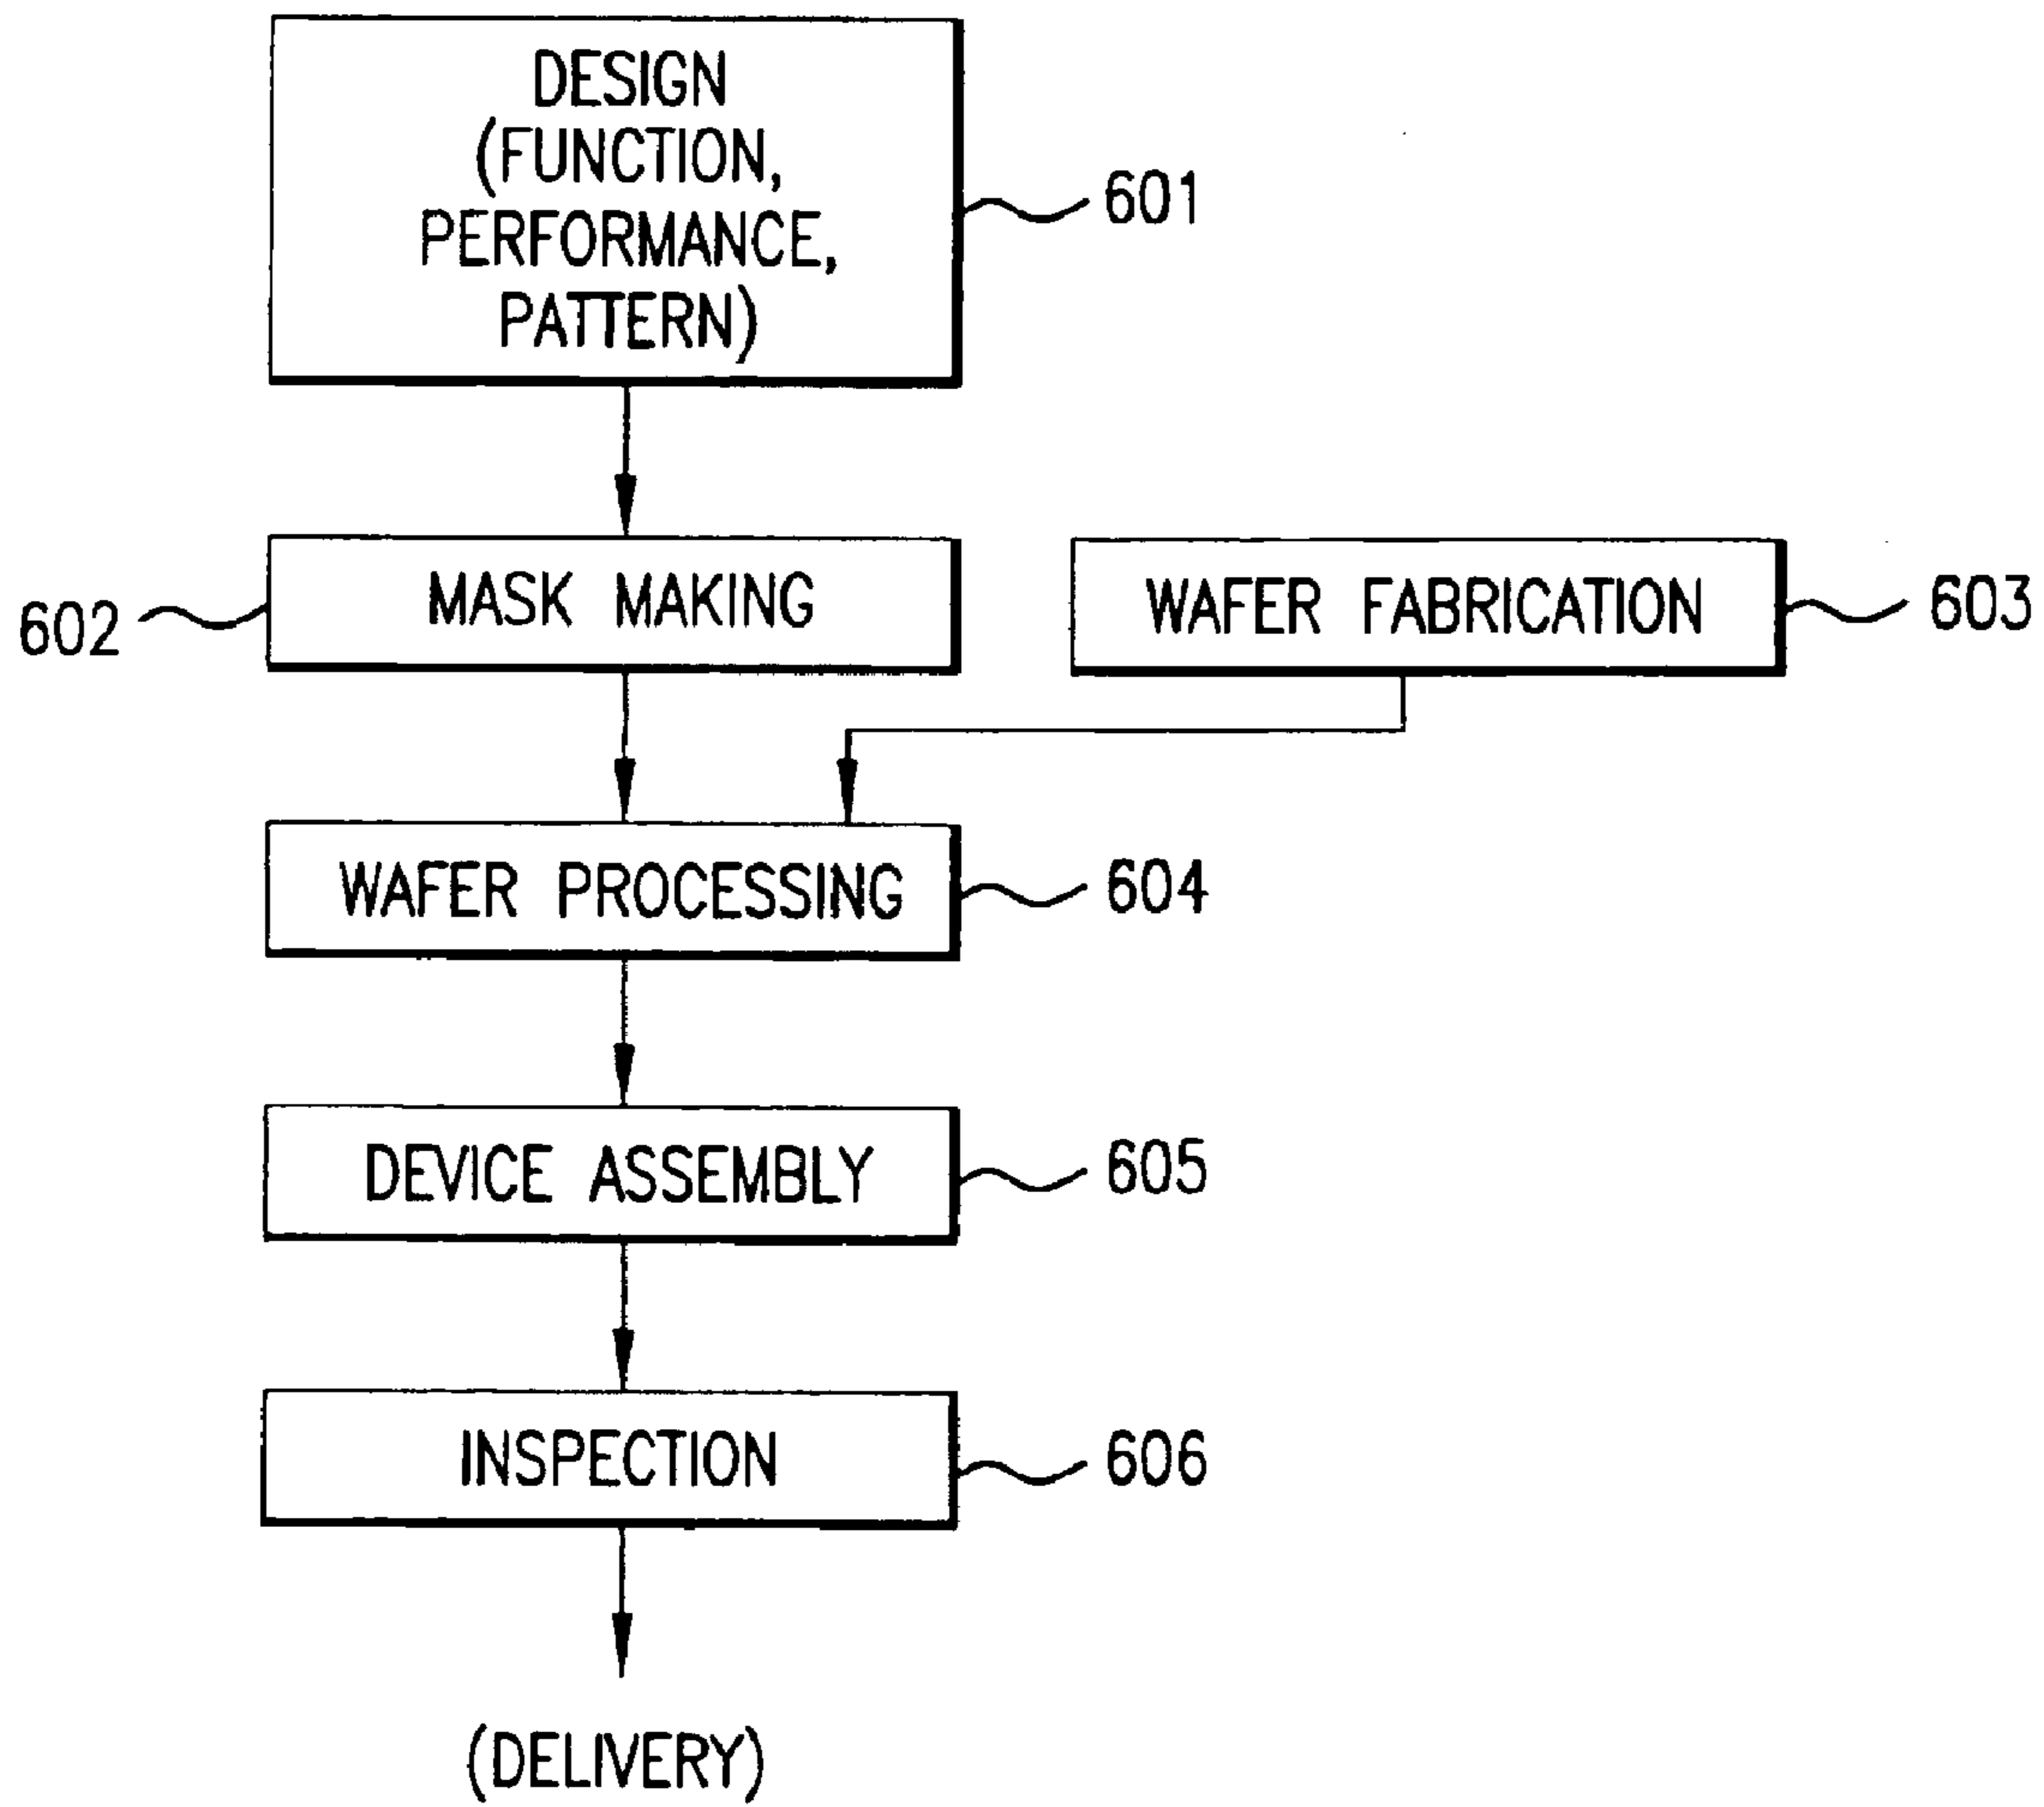 DESIGN
(FUNCTION,
PERFORMANCE,
PATTERN)
601
602
MASK MAKING
WAFER FABRICATION
603
WAFER PROCESSING
604
DEVICE ASSEMBLY
605
INSPECTION
606
(DELIVERY)